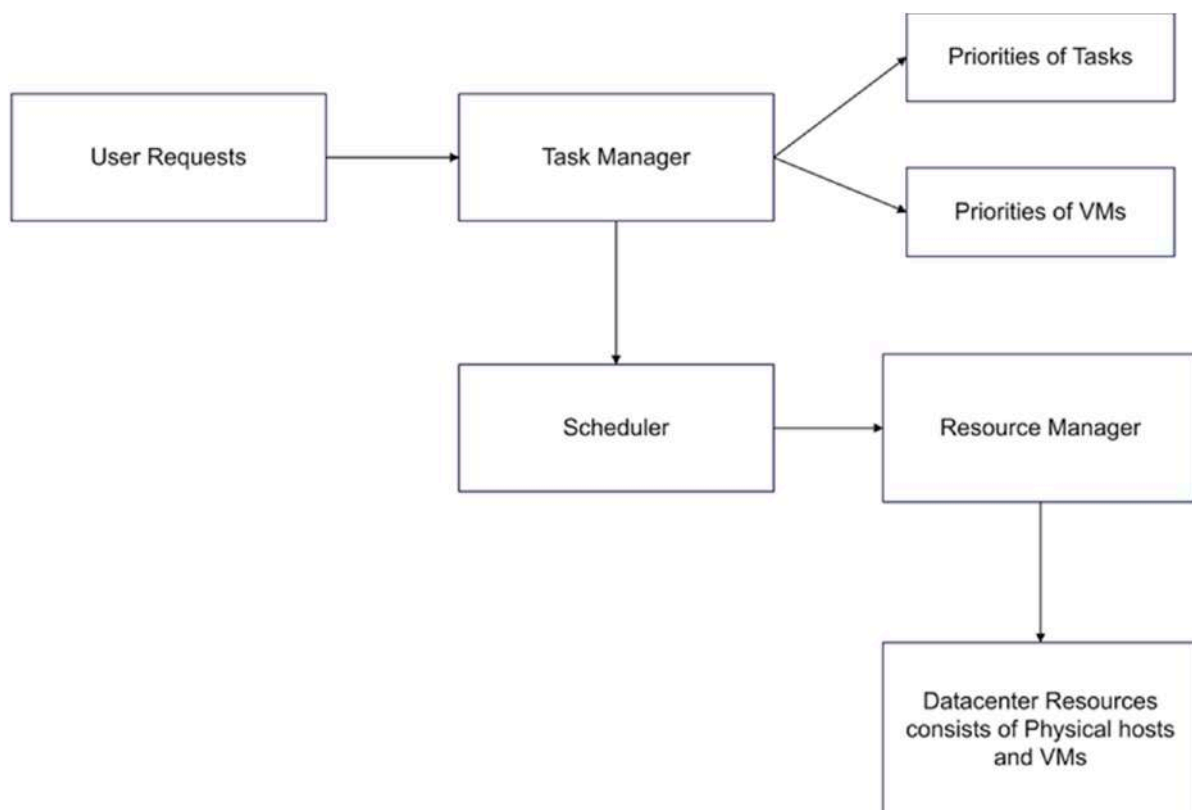 Priorities of Tasks
User Requests
Task Manager
Priorities of VMs
Scheduler
Resource Manager
Datacenter Resources
consists of Physical hosts
and VMs